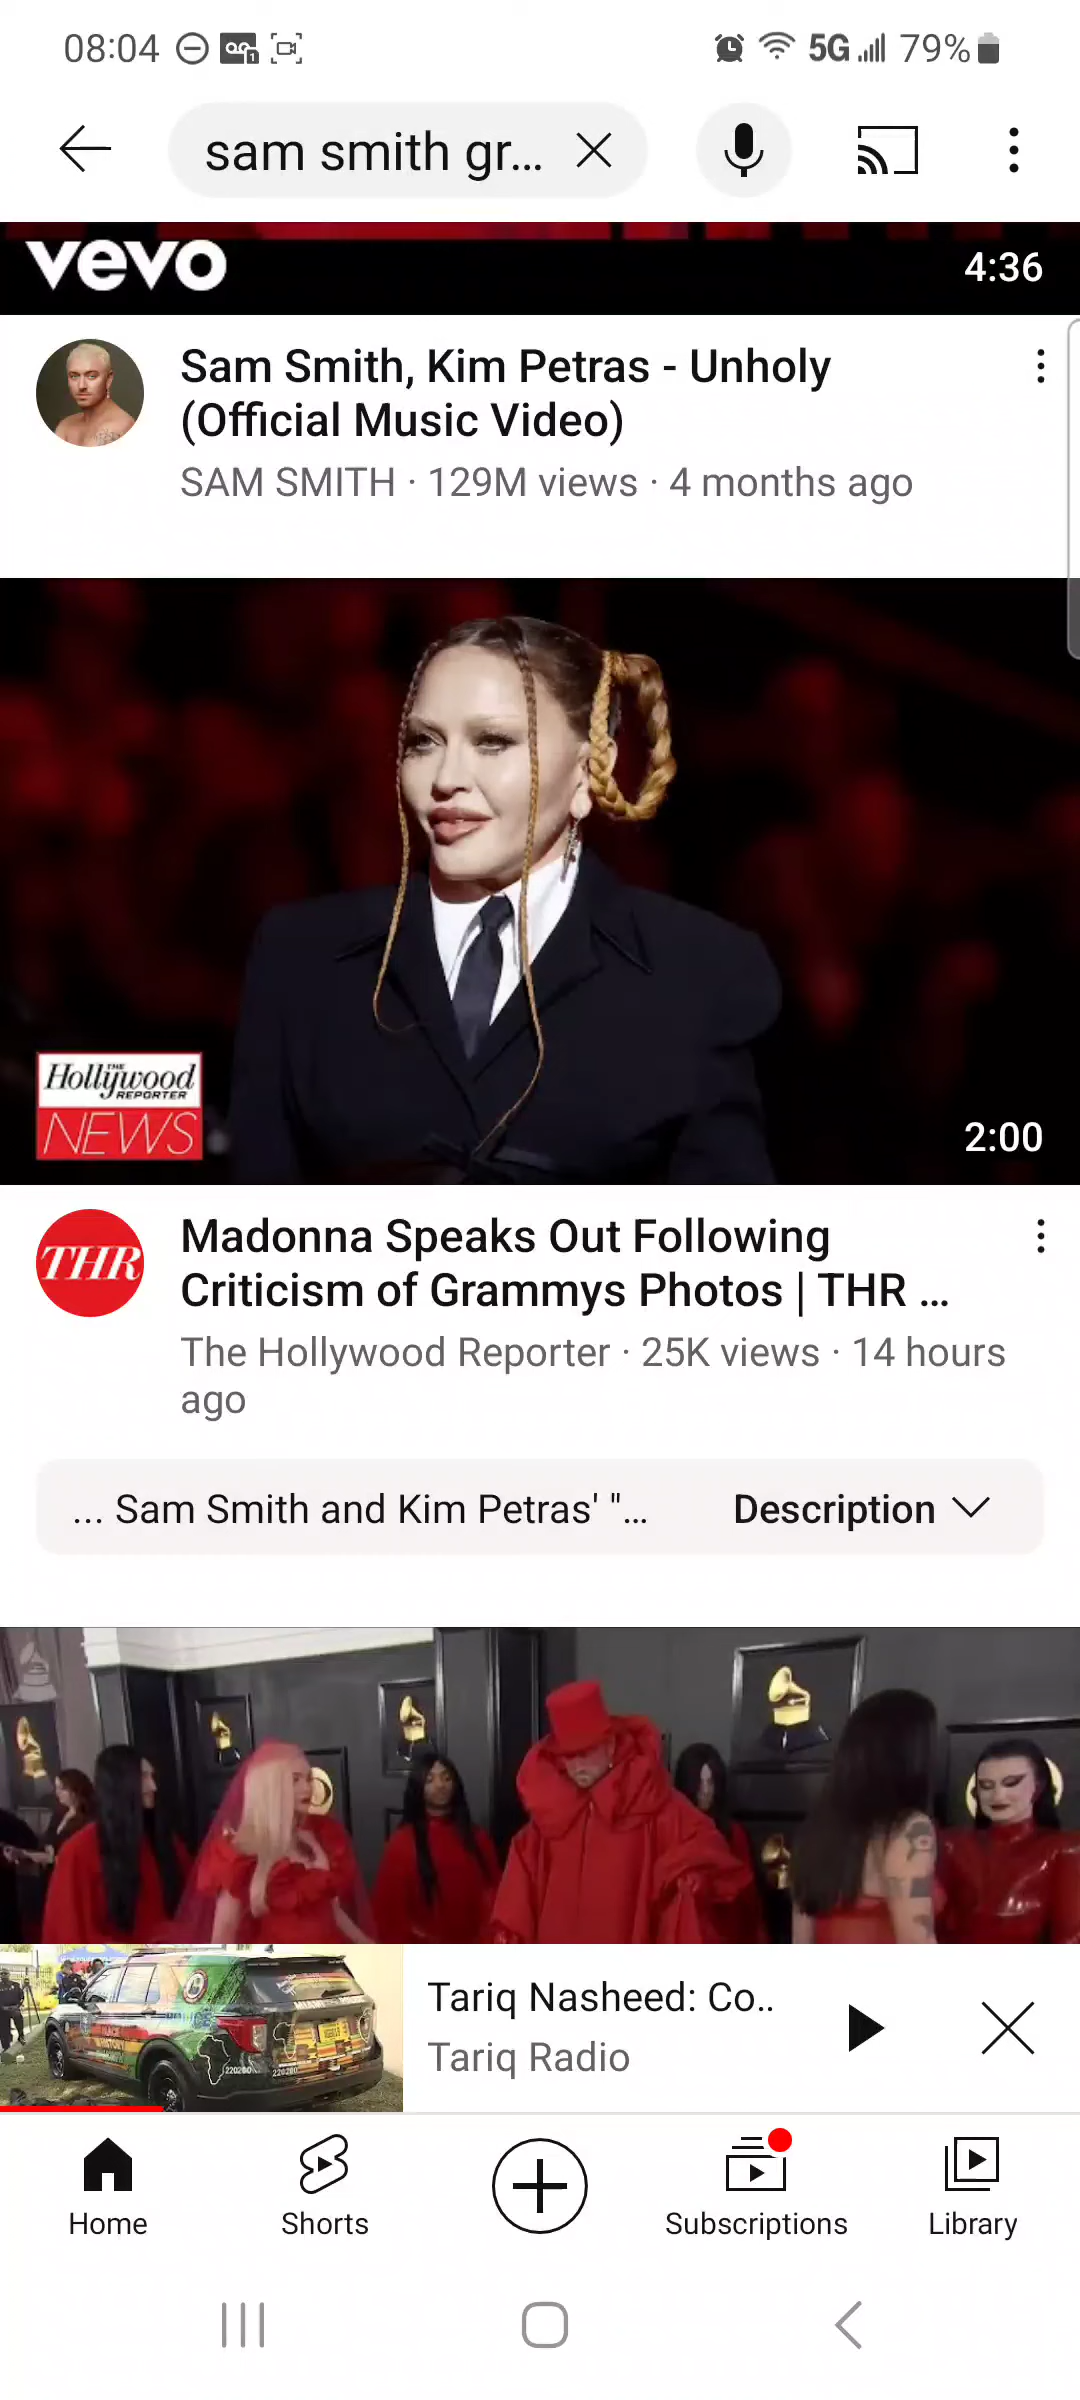 08:04
5G 79%
sam smith gr...
vevo
4:36
Sam Smith, Kim Petras - Unholy
(Official Music Video)
SAM SMITH · 129M views · 4 months ago
THE
Hollywood
REPORTER
NEWS
2:00
THR
Madonna Speaks Out Following
Criticism of Grammys Photos | THR ...
The Hollywood Reporter · 25K views · 14 hours
ago
... Sam Smith and Kim Petras' "...
Description
220280
220280
Tariq Nasheed: Co..
Tariq Radio
Home
Shorts
Subscriptions
Library